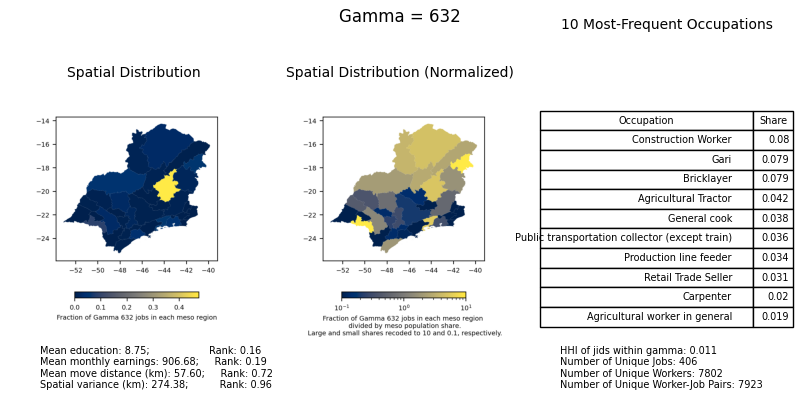 Gamma = 632
10 Most-Frequent Occupations
Spatial Distribution
Spatial Distribution (Normalized)
−14
−16
−18
−20
−22
−24
−52 −50 −48 −46 −44 −42 −40
0.0 0.1 0.2 0.3 0.4
Fraction of Gamma 632 jobs in each meso region
−14
−16
−18
−20
−22
−24
−52 −50 −48 −46 −44 −42 −40
10⁻¹ 10⁰ 10¹
Fraction of Gamma 632 jobs in each meso region
divided by meso population share.
Large and small shares recoded to 10 and 0.1, respectively.
Occupation Share
Construction Worker 0.08
Gari 0.079
Bricklayer 0.079
Agricultural Tractor 0.042
General cook 0.038
Public transportation collector (except train) 0.036
Production line feeder 0.034
Retail Trade Seller 0.031
Carpenter 0.02
Agricultural worker in general 0.019
Mean education: 8.75; Rank: 0.16
Mean monthly earnings: 906.68; Rank: 0.19
Mean move distance (km): 57.60; Rank: 0.72
Spatial variance (km): 274.38; Rank: 0.96
HHI of jids within gamma: 0.011
Number of Unique Jobs: 406
Number of Unique Workers: 7802
Number of Unique Worker-Job Pairs: 7923